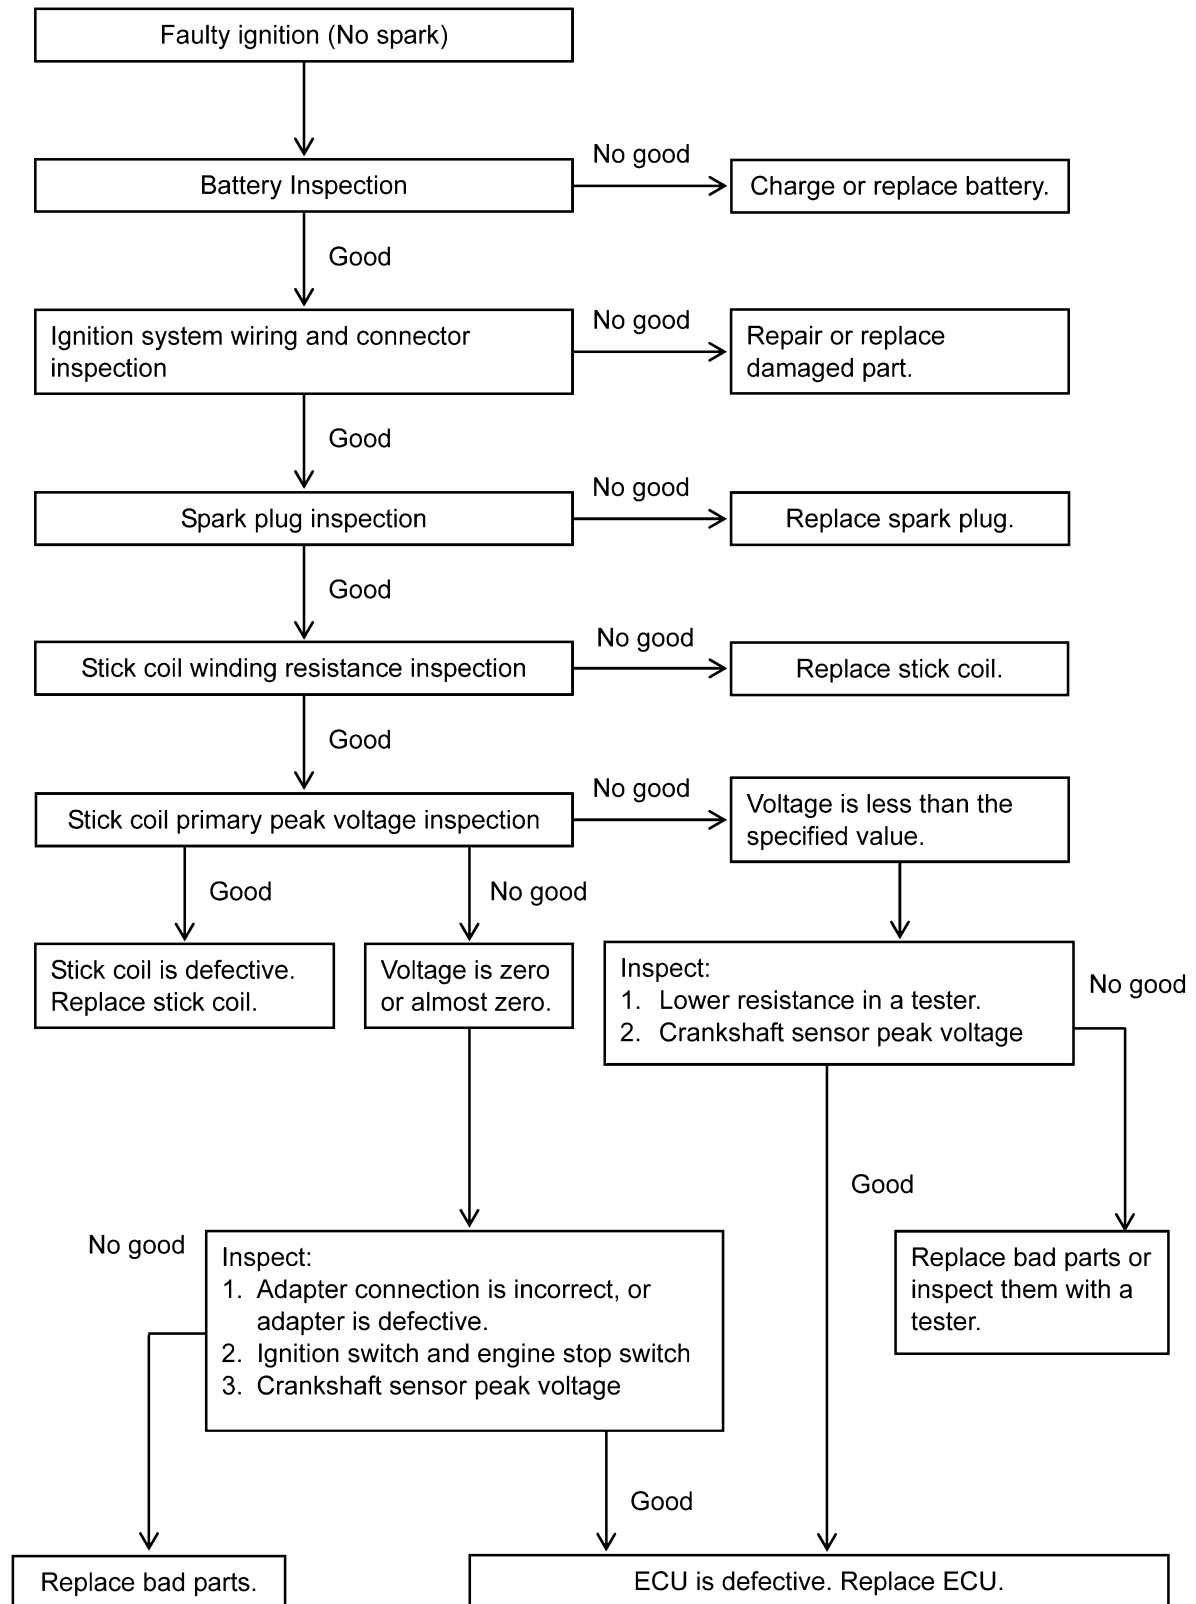 Faulty ignition (No spark)
No good
Battery Inspection
Charge or replace battery.
Good
No good
Ignition system wiring and connector
inspection
Repair or replace
damaged part.
Good
No good
Spark plug inspection
Replace spark plug.
Good
No good
Stick coil winding resistance inspection
Replace stick coil.
Good
No good
Stick coil primary peak voltage inspection
Voltage is less than the
specified value.
Good
No good
Stick coil is defective.
Replace stick coil.
Voltage is zero
or almost zero.
Inspect:
1. Lower resistance in a tester.
2. Crankshaft sensor peak voltage
No good
Good
Replace bad parts or
inspect them with a
tester.
No good
Inspect:
1. Adapter connection is incorrect, or
adapter is defective.
2. Ignition switch and engine stop switch
3. Crankshaft sensor peak voltage
Good
Replace bad parts.
ECU is defective. Replace ECU.